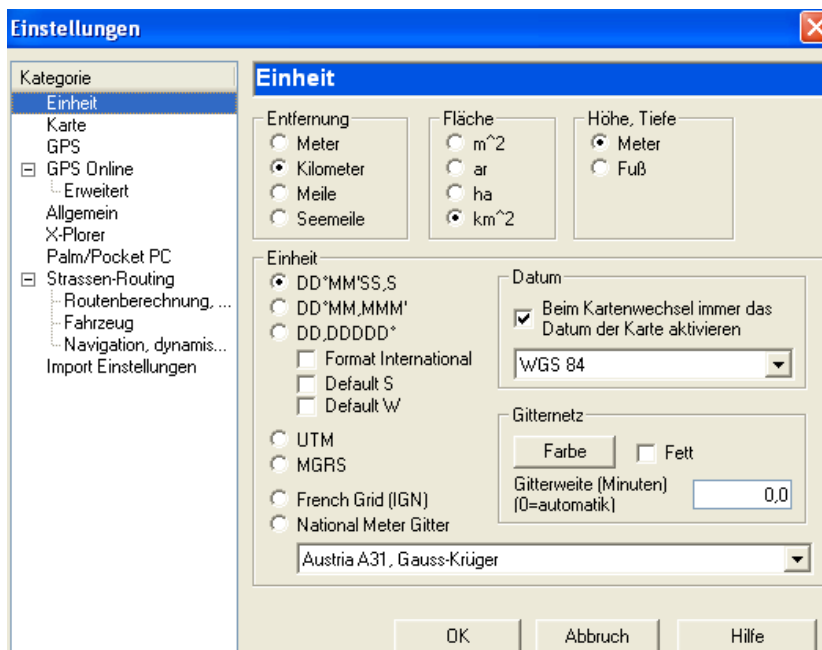 Einstellungen
Kategorie
Einheit
Karte
GPS
GPS Online
Erweitert
Allgemein
X-Plorer
Palm/Pocket PC
Strassen-Routing
Routenberechnung, ...
Fahrzeug
Navigation, dynamis...
Import Einstellungen
Einheit
Entfernung
Meter
Kilometer
Meile
Seemeile
Fläche
m^2
ar
ha
km^2
Höhe, Tiefe
Meter
Fuß
Einheit
DD°MM'SS,S
DD°MM,MMM'
DD,DDDDD°
Format International
Default S
Default W
UTM
MGRS
French Grid (IGN)
National Meter Gitter
Austria A31, Gauss-Krüger
Datum
Beim Kartenwechsel immer das
Datum der Karte aktivieren
WGS 84
Gitternetz
Farbe
Fett
Gitterweite (Minuten)
(0=automatik)
0,0
OK
Abbruch
Hilfe